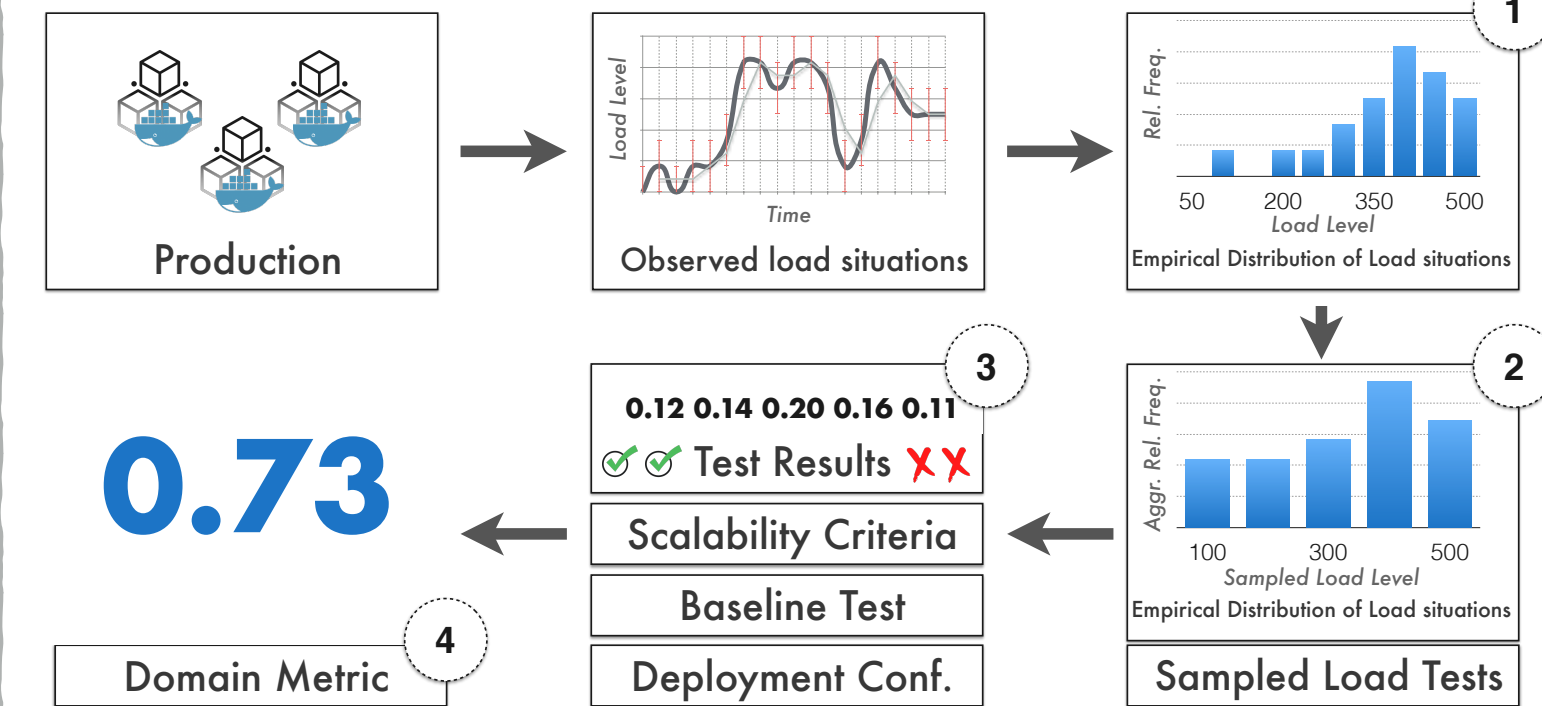 Production
Load Level
Time
Observed load situations
1
Rel. Freq.
50 200 350 500
Load Level
Empirical Distribution of Load situations
2
Aggr. Rel. Freq.
100 300 500
Sampled Load Level
Empirical Distribution of Load situations
Sampled Load Tests
3
0.12 0.14 0.20 0.16 0.11
Test Results
Scalability Criteria
Baseline Test
Deployment Conf.
0.73
4
Domain Metric